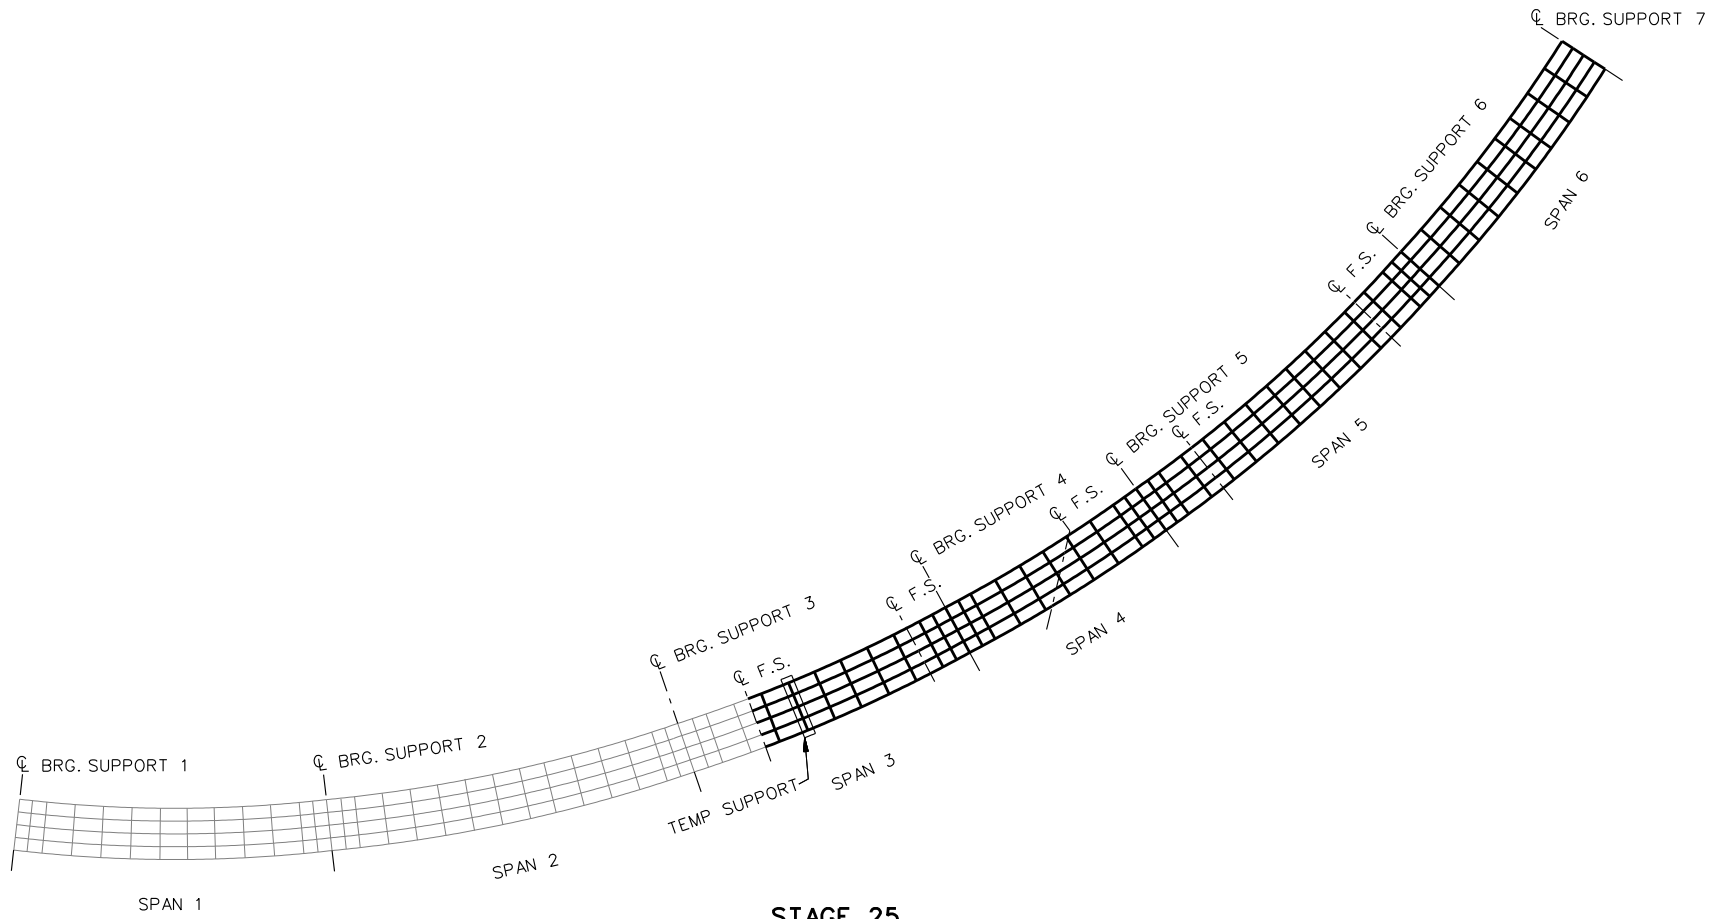 ℄ BRG. SUPPORT 7
℄ BRG. SUPPORT 6
SPAN 6
℄ F.S.
℄ BRG. SUPPORT 5
℄ F.S.
SPAN 5
℄ BRG. SUPPORT 4
℄ F.S.
℄ F.S.
SPAN 4
℄ BRG. SUPPORT 3
℄ F.S.
SPAN 3
TEMP SUPPORT
℄ BRG. SUPPORT 2
℄ BRG. SUPPORT 1
SPAN 2
SPAN 1
STAGE 25